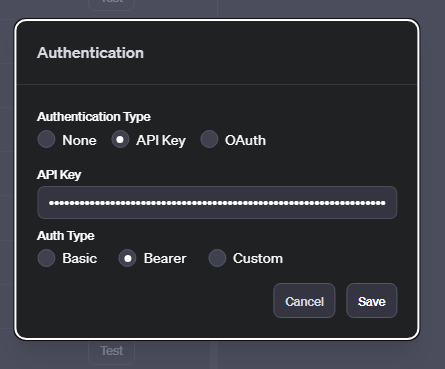 Test
Authentication
Authentication Type
None API Key OAuth
API Key
••••••••••••••••••••••••••••••••••••••••••••••••••••••••••••••••
Auth Type
Basic Bearer Custom
Cancel Save
Test